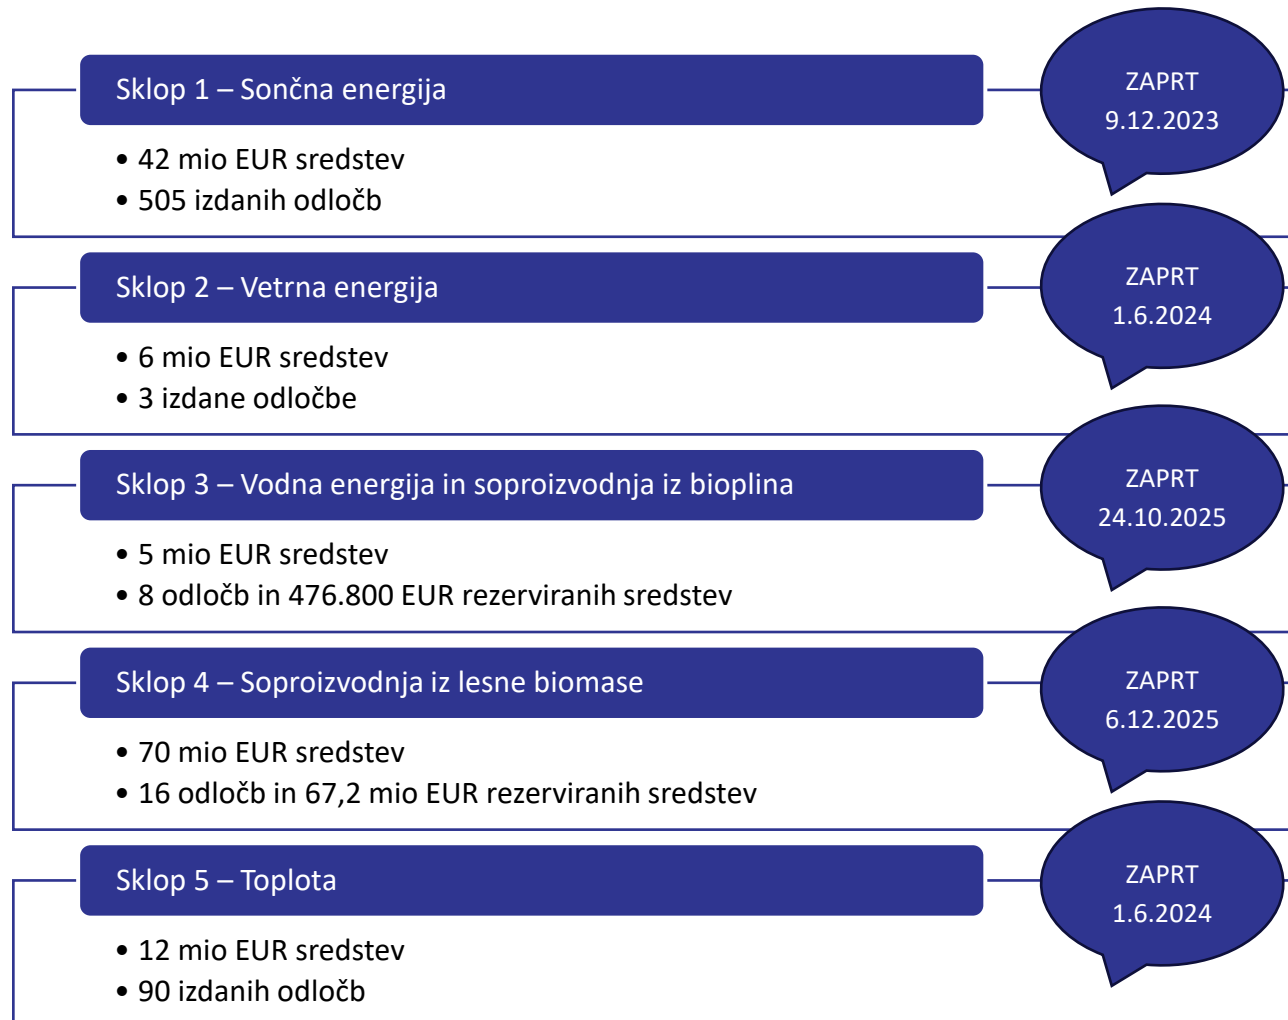 Sklop 1 – Sončna energija
ZAPRT
9.12.2023
• 42 mio EUR sredstev
• 505 izdanih odločb
Sklop 2 – Vetrna energija
ZAPRT
1.6.2024
• 6 mio EUR sredstev
• 3 izdane odločbe
Sklop 3 – Vodna energija in soproizvodnja iz bioplina
ZAPRT
24.10.2025
• 5 mio EUR sredstev
• 8 odločb in 476.800 EUR rezerviranih sredstev
Sklop 4 – Soproizvodnja iz lesne biomase
ZAPRT
6.12.2025
• 70 mio EUR sredstev
• 16 odločb in 67,2 mio EUR rezerviranih sredstev
Sklop 5 – Toplota
ZAPRT
1.6.2024
• 12 mio EUR sredstev
• 90 izdanih odločb